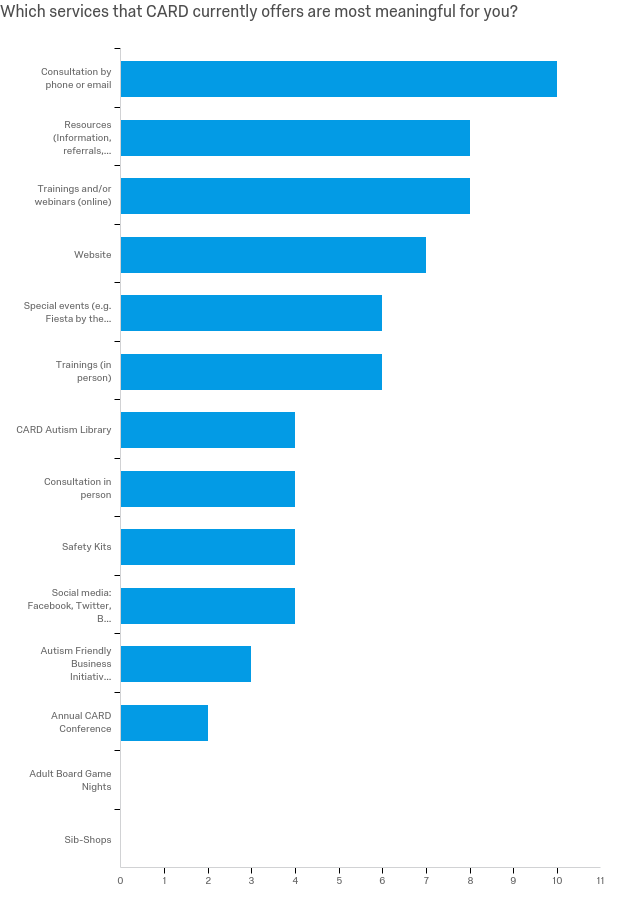 Which services that CARD currently offers are most meaningful for you?
Consultation by
phone or email
Resources
(Information,
referrals,...
Trainings and/or
webinars (online)
Website
Special events (e.g.
Fiesta by the...
Trainings (in
person)
CARD Autism Library
Consultation in
person
Safety Kits
Social media:
Facebook, Twitter,
B...
Autism Friendly
Business
Initiativ...
Annual CARD
Conference
Adult Board Game
Nights
Sib-Shops
0 1 2 3 4 5 6 7 8 9 10 11